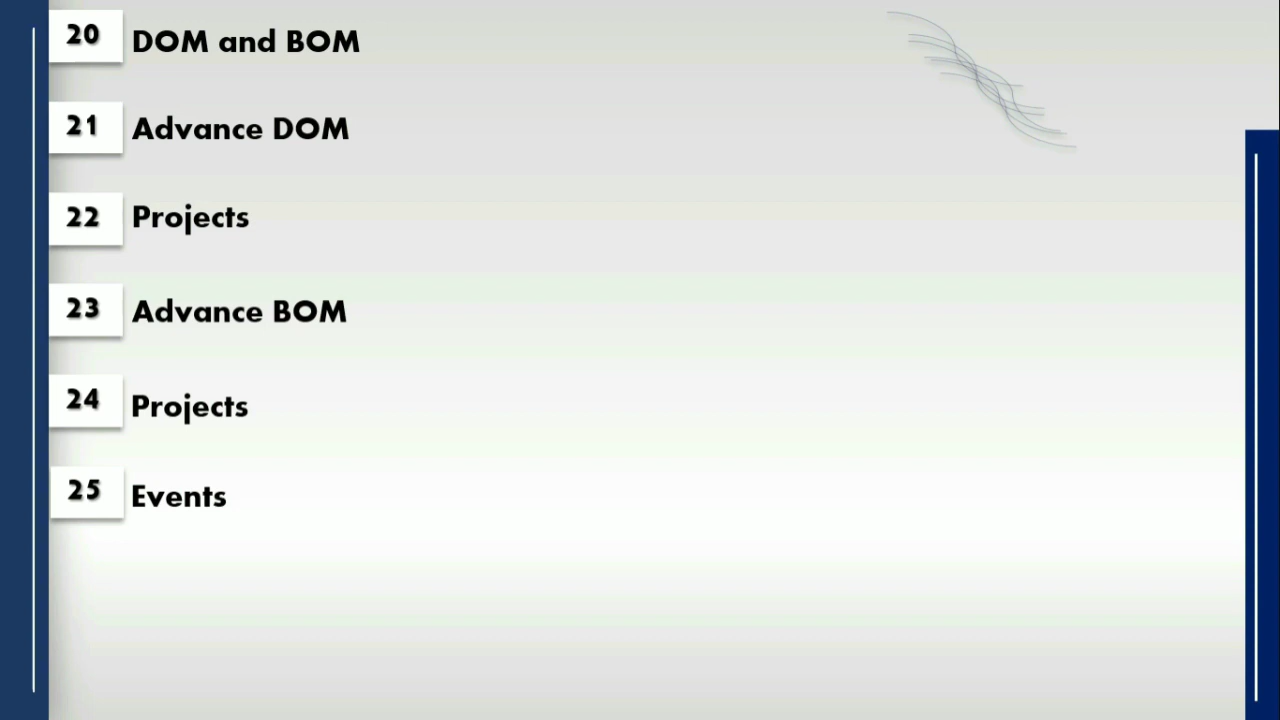 20 DOM and BOM
21 Advance DOM
22 Projects
23 Advance BOM
24 Projects
25 Events